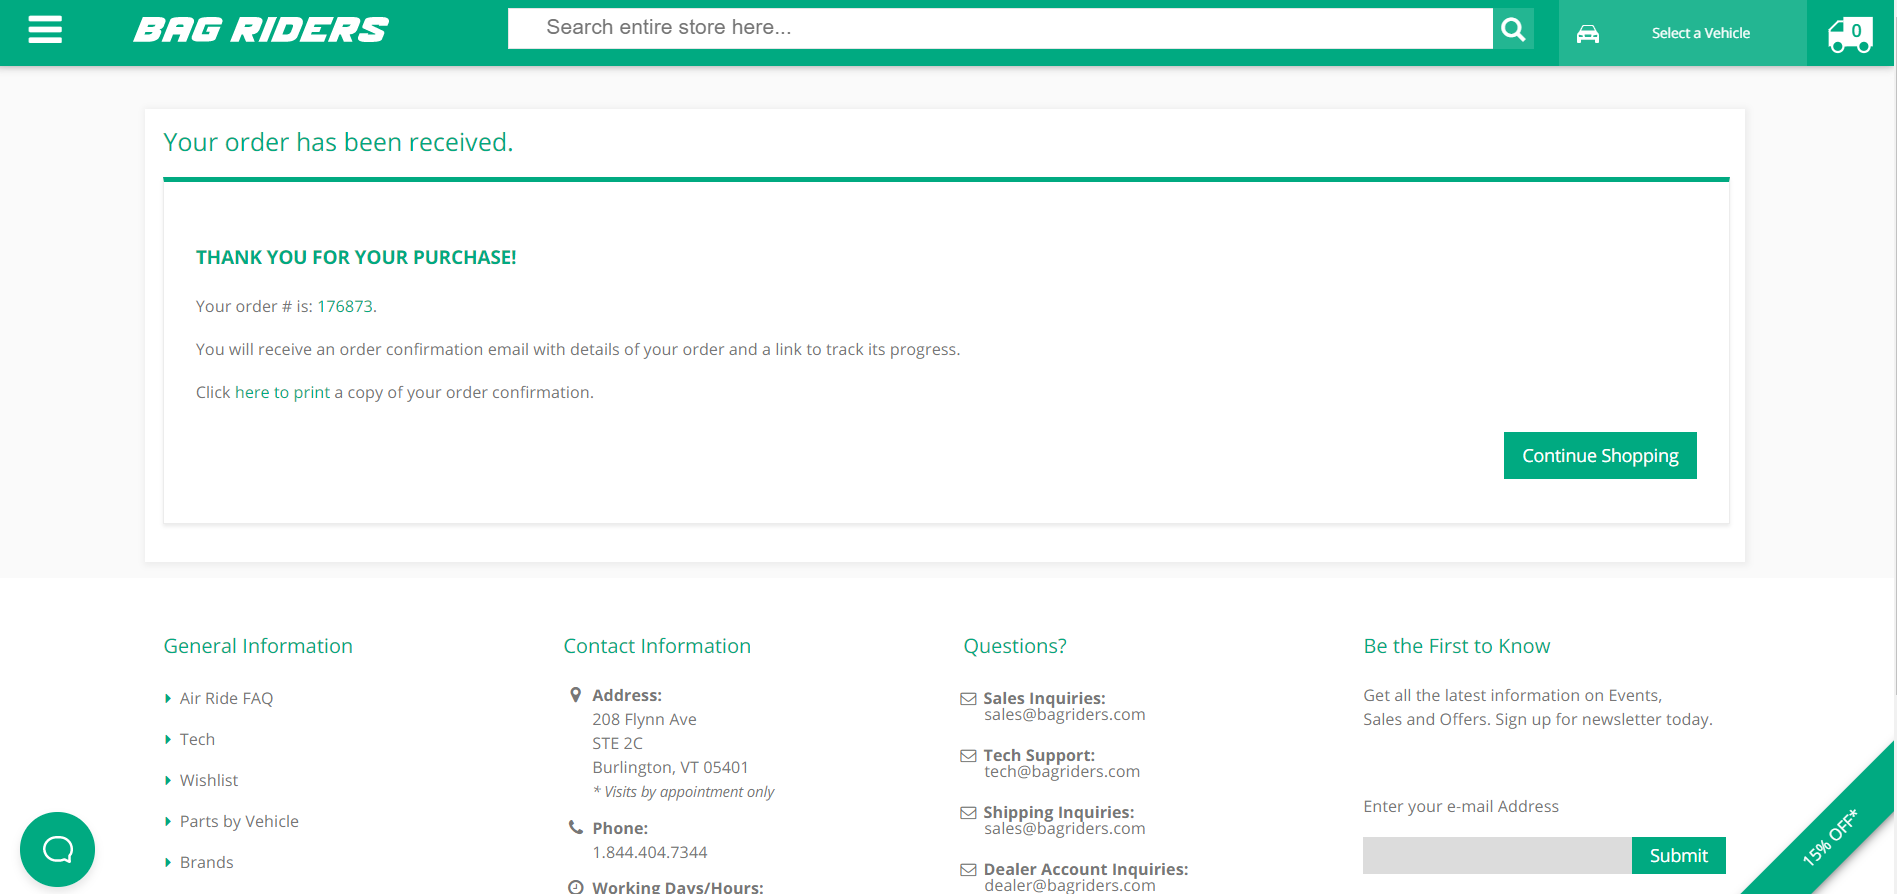 BAG RIDERS
Search entire store here...
Select a Vehicle
0
Your order has been received.
THANK YOU FOR YOUR PURCHASE!
Your order # is: 176873.
You will receive an order confirmation email with details of your order and a link to track its progress.
Click here to print a copy of your order confirmation.
Continue Shopping
General Information
Air Ride FAQ
Tech
Wishlist
Parts by Vehicle
Brands
Contact Information
Address:
208 Flynn Ave
STE 2C
Burlington, VT 05401
* Visits by appointment only
Phone:
1.844.404.7344
Working Days/Hours:
Questions?
Sales Inquiries:
sales@bagriders.com
Tech Support:
tech@bagriders.com
Shipping Inquiries:
sales@bagriders.com
Dealer Account Inquiries:
dealer@bagriders.com
Be the First to Know
Get all the latest information on Events,
Sales and Offers. Sign up for newsletter today.
Enter your e-mail Address
Submit
15% OFF*